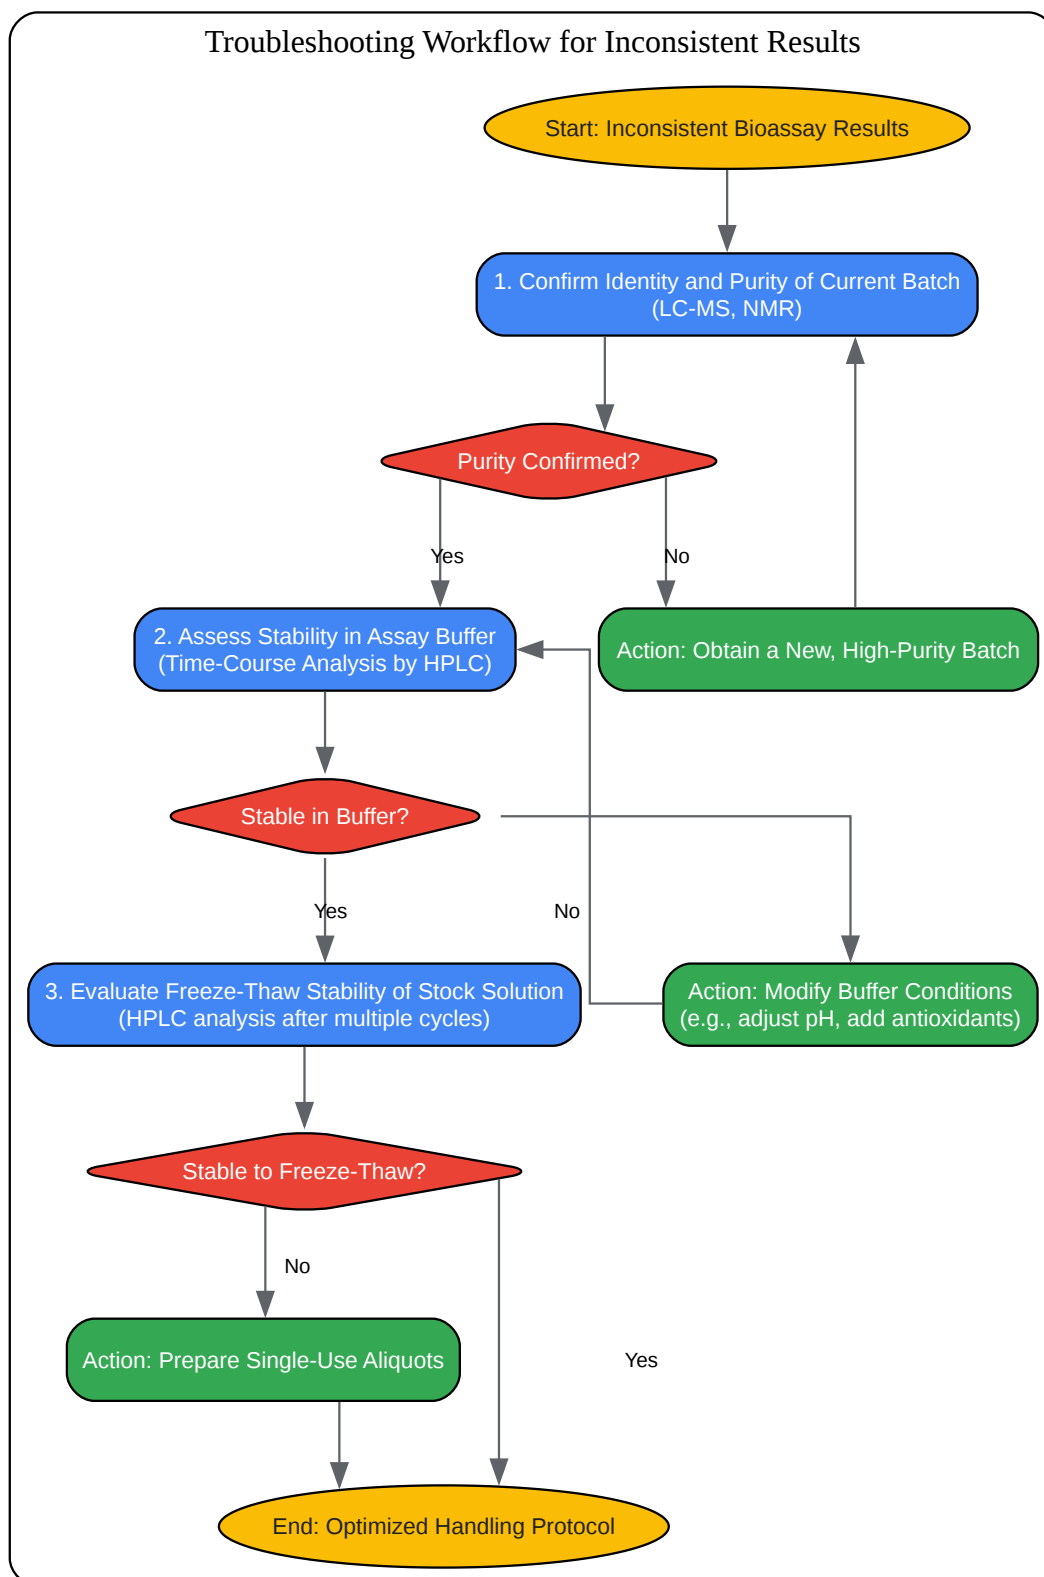 Troubleshooting Workflow for Inconsistent Results
Start: Inconsistent Bioassay Results
1. Confirm Identity and Purity of Current Batch
(LC-MS, NMR)
Purity Confirmed?
Yes
No
2. Assess Stability in Assay Buffer
(Time-Course Analysis by HPLC)
Action: Obtain a New, High-Purity Batch
Stable in Buffer?
Yes
No
3. Evaluate Freeze-Thaw Stability of Stock Solution
(HPLC analysis after multiple cycles)
Action: Modify Buffer Conditions
(e.g., adjust pH, add antioxidants)
Stable to Freeze-Thaw?
No
Action: Prepare Single-Use Aliquots
Yes
End: Optimized Handling Protocol